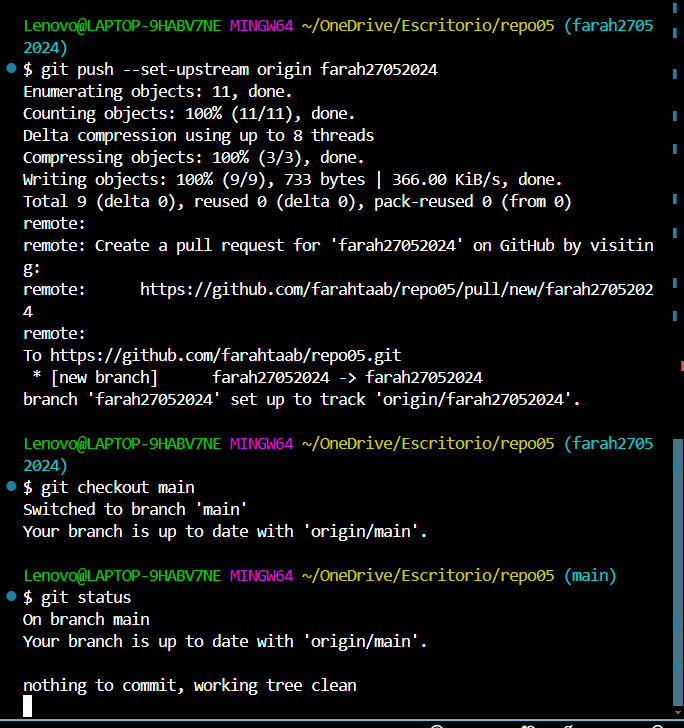 Lenovo@LAPTOP-9HABV7NE MINGW64 ~/OneDrive/Escritorio/repo05 (farah2705
2024)
$ git push --set-upstream origin farah27052024
Enumerating objects: 11, done.
Counting objects: 100% (11/11), done.
Delta compression using up to 8 threads
Compressing objects: 100% (3/3), done.
Writing objects: 100% (9/9), 733 bytes | 366.00 KiB/s, done.
Total 9 (delta 0), reused 0 (delta 0), pack-reused 0 (from 0)
remote:
remote: Create a pull request for 'farah27052024' on GitHub by visitin
g:
remote:      https://github.com/farahtaab/repo05/pull/new/farah2705202
4
remote:
To https://github.com/farahtaab/repo05.git
 * [new branch]      farah27052024 -> farah27052024
branch 'farah27052024' set up to track 'origin/farah27052024'.
Lenovo@LAPTOP-9HABV7NE MINGW64 ~/OneDrive/Escritorio/repo05 (farah2705
2024)
$ git checkout main
Switched to branch 'main'
Your branch is up to date with 'origin/main'.
Lenovo@LAPTOP-9HABV7NE MINGW64 ~/OneDrive/Escritorio/repo05 (main)
$ git status
On branch main
Your branch is up to date with 'origin/main'.
nothing to commit, working tree clean